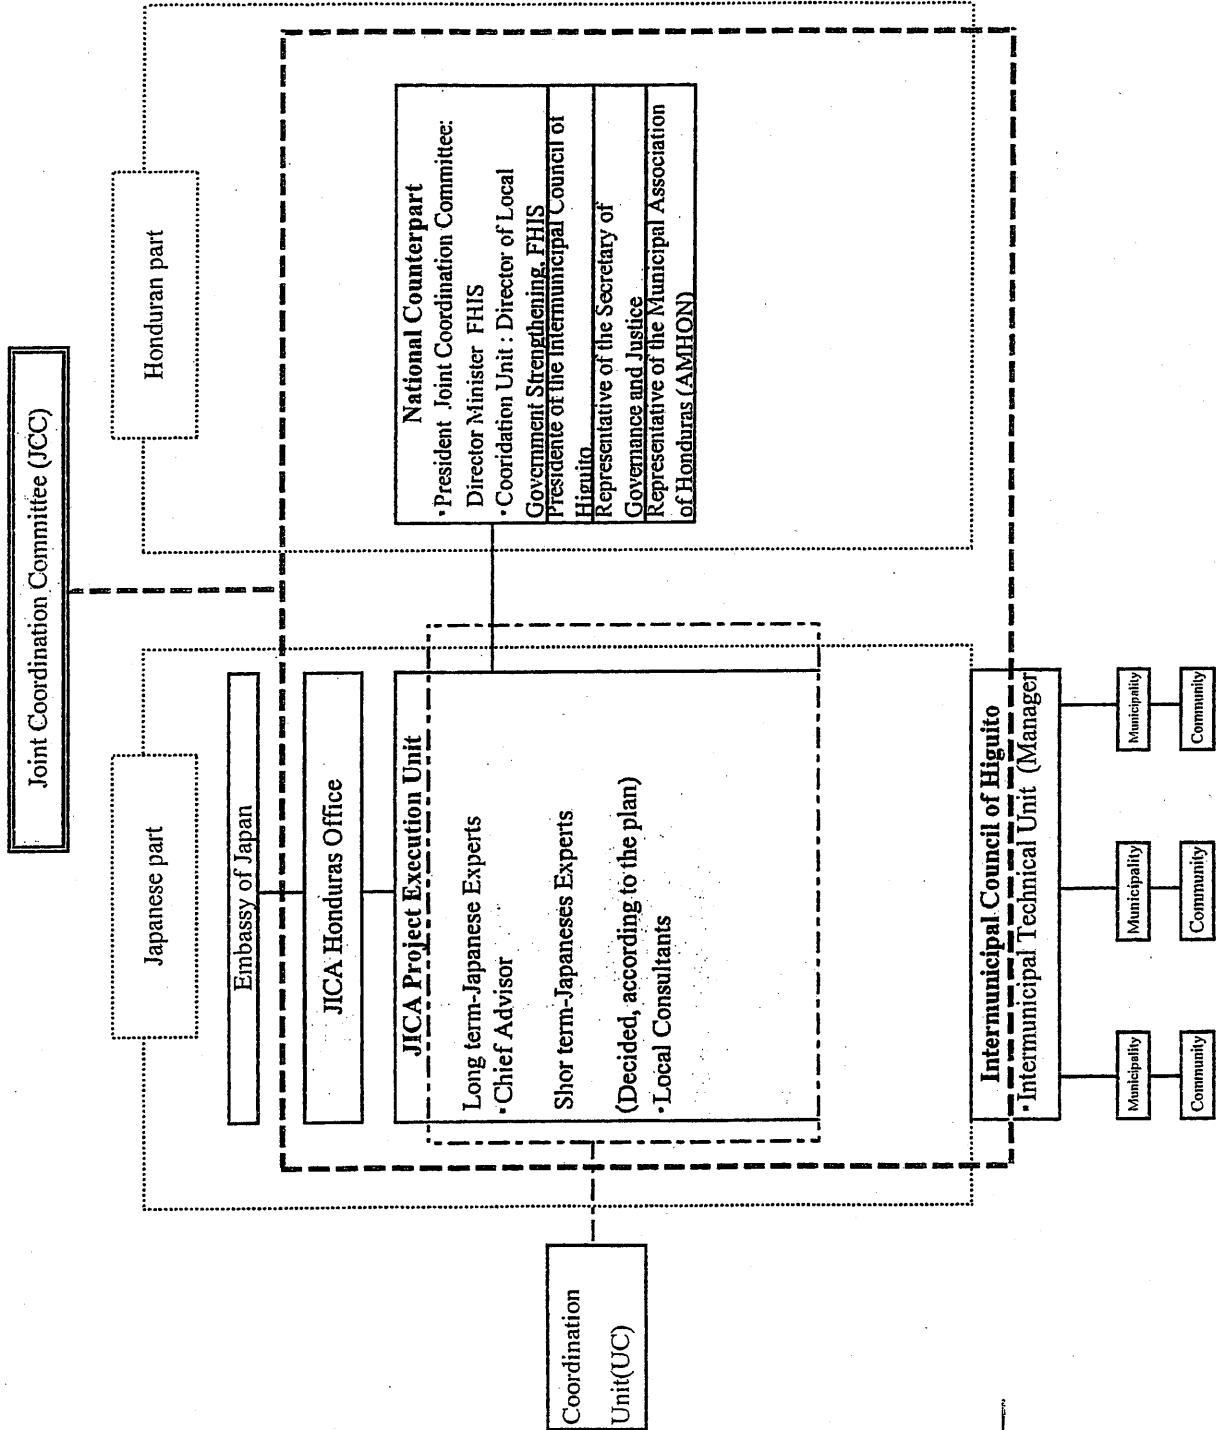 Joint Coordination Committee (JCC)
Japanese part
Honduran part
Embassy of Japan
JICA Honduras Office
JICA Project Execution Unit
Long term-Japanese Experts
・Chief Advisor
Shor term-Japaneses Experts
(Decided, according to the plan)
・Local Consultants
National Counterpart
・President Joint Coordination Committee:
Director Minister FHIS
・Cooridation Unit : Director of Local
Government Strengthening, FHIS
Presidente of the Intermunicipal Council of
Higuito
Representative of the Secretary of
Governance and Justice
Representative of the Municipal Association
of Honduras (AMHON)
Coordination
Unit(UC)
Intermunicipal Council of Higuito
・Intermunicipal Technical Unit (Manager
Municipality
Municipality
Municipality
Community
Community
Community